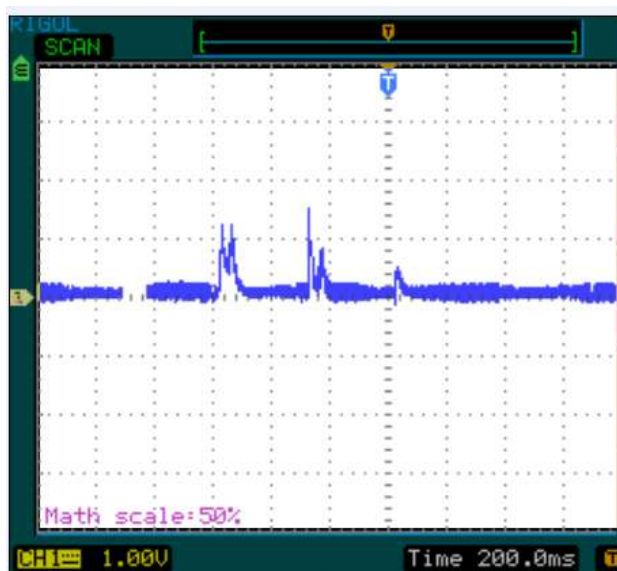 RIGOL
SCAN
T
T
Math scale:50%
CH1 1.00V
Time 200.0ms
T